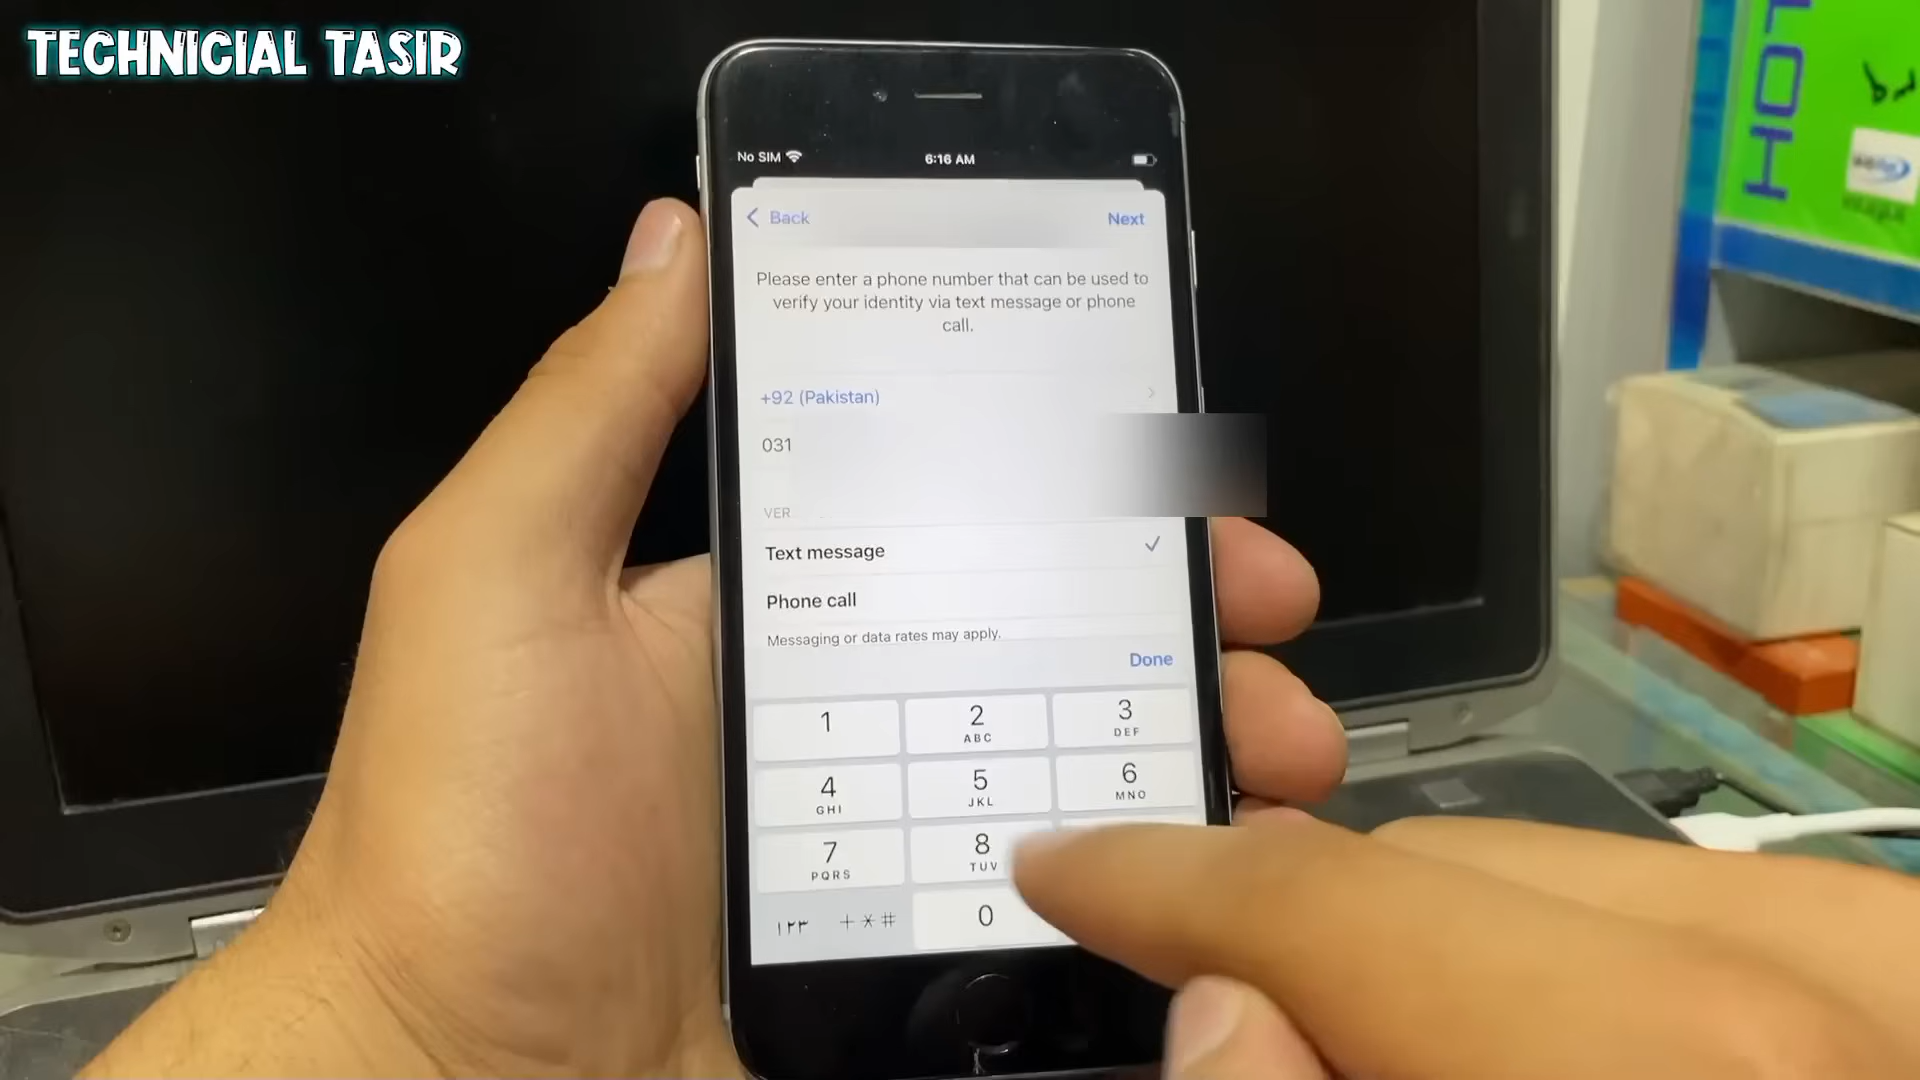 TECHNICIAL TASIR
No SIM
6:16 AM
Back
Next
Please enter a phone number that can be used to
verify your identity via text message or phone
call.
+92 (Pakistan)
031
VER
Text message
Phone call
Messaging or data rates may apply.
Done
1
2
ABC
3
DEF
4
GHI
5
JKL
6
MNO
7
PQRS
8
TUV
١٢٣
+*#
0
HOL